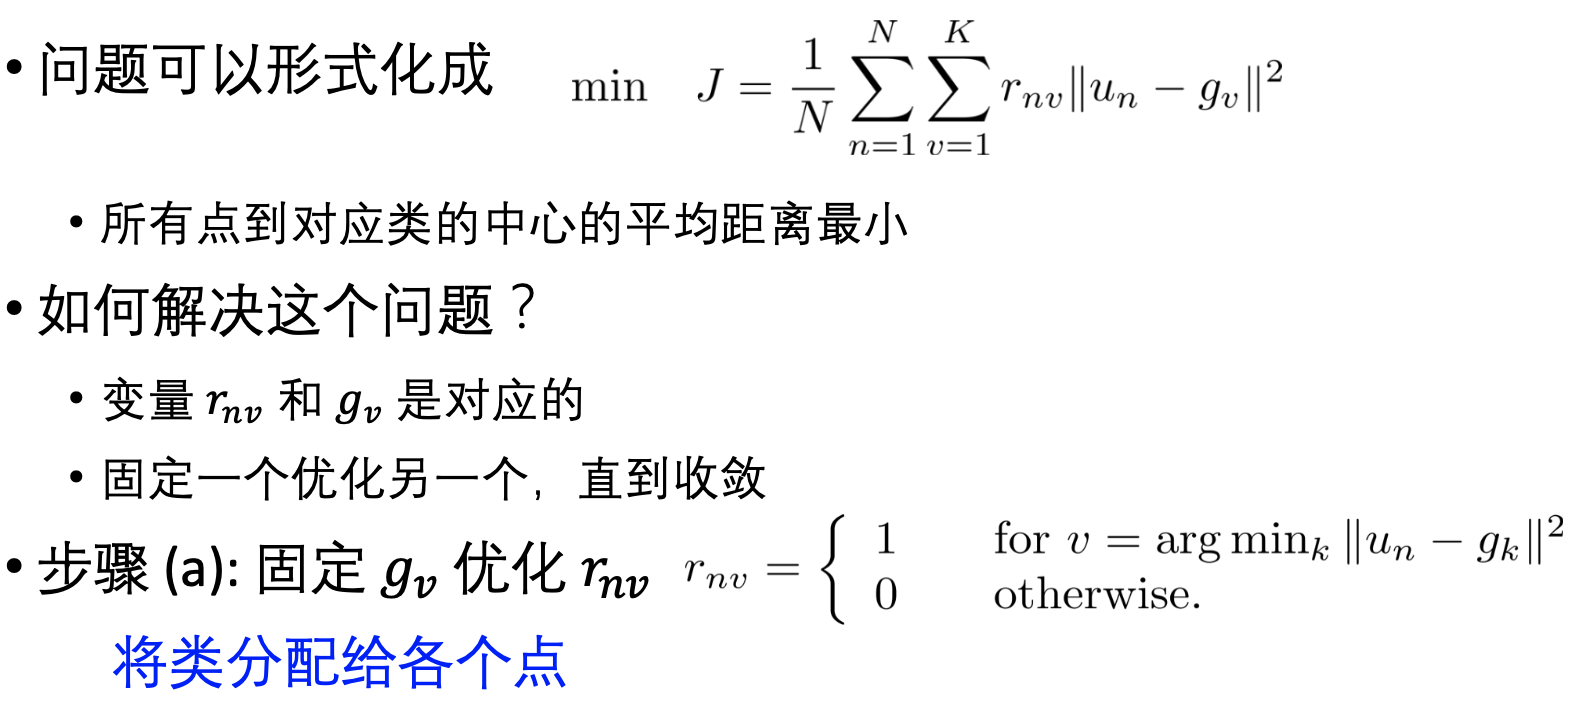 • 问题可以形式化成 min J = \frac{1}{N} \sum_{n=1}^{N} \sum_{v=1}^{K} r_{nv} \|u_n - g_v\|^2
• 所有点到对应类的中心的平均距离最小
• 如何解决这个问题？
• 变量 r_{nv} 和 g_v 是对应的
• 固定一个优化另一个，直到收敛
• 步骤 (a): 固定 g_v 优化 r_{nv} r_{nv} = \begin{cases} 1 & \text{for } v = \arg\min_k \|u_n - g_k\|^2 \\ 0 & \text{otherwise.} \end{cases}
将类分配给各个点